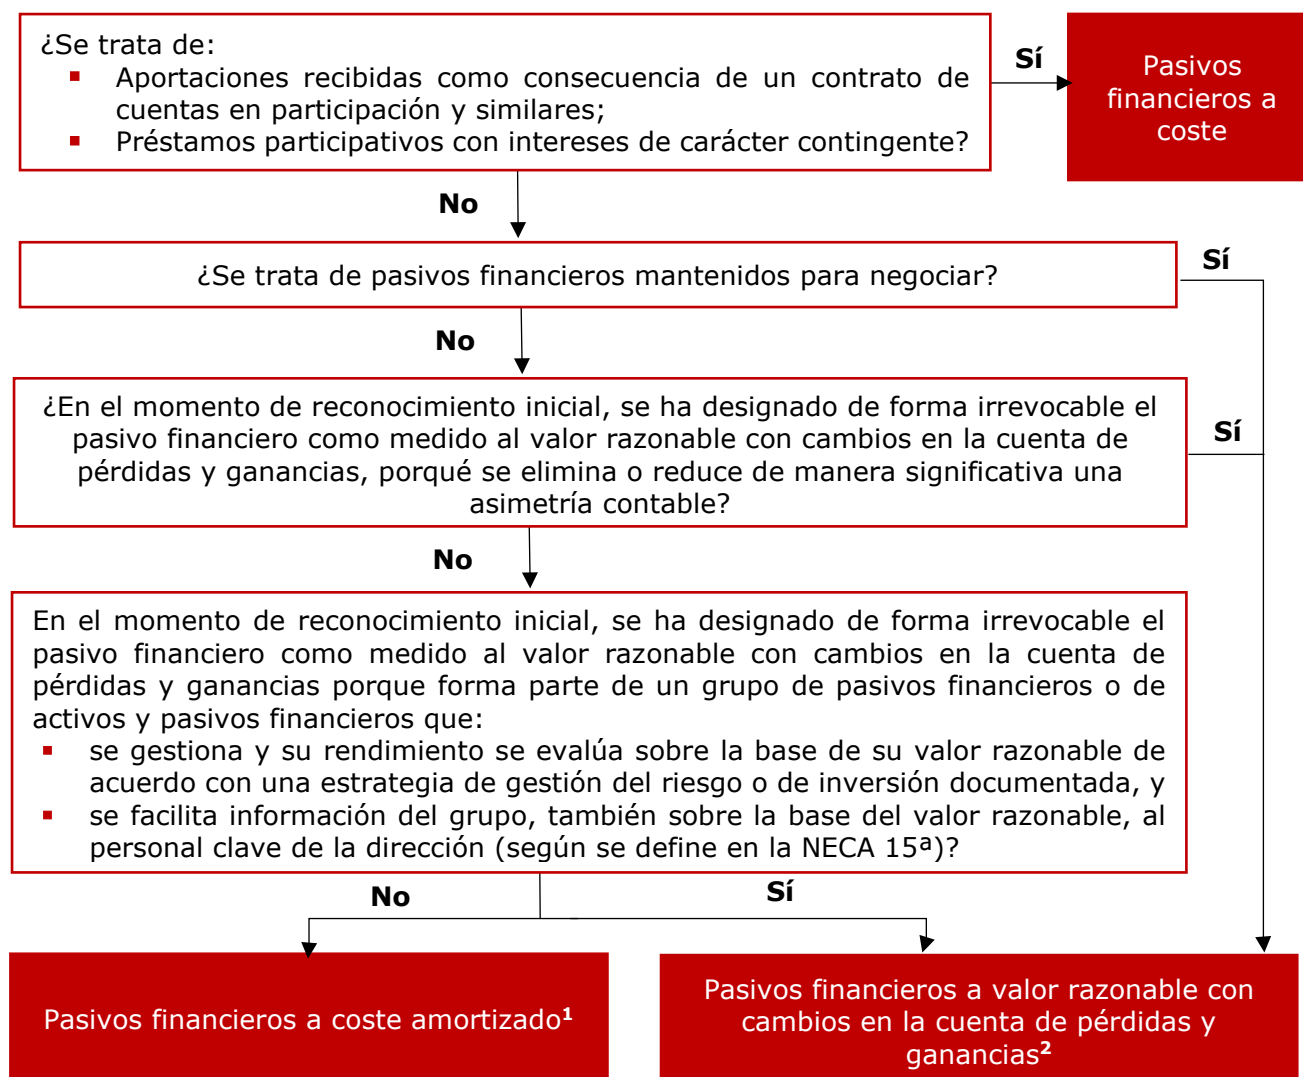 ¿Se trata de:
▪ Aportaciones recibidas como consecuencia de un contrato de
cuentas en participación y similares;
▪ Préstamos participativos con intereses de carácter contingente?
Sí
Pasivos
financieros a
coste
No
¿Se trata de pasivos financieros mantenidos para negociar?
Sí
No
¿En el momento de reconocimiento inicial, se ha designado de forma irrevocable el
pasivo financiero como medido al valor razonable con cambios en la cuenta de
pérdidas y ganancias, porqué se elimina o reduce de manera significativa una
asimetría contable?
Sí
No
En el momento de reconocimiento inicial, se ha designado de forma irrevocable el
pasivo financiero como medido al valor razonable con cambios en la cuenta de
pérdidas y ganancias porque forma parte de un grupo de pasivos financieros o de
activos y pasivos financieros que:
▪ se gestiona y su rendimiento se evalúa sobre la base de su valor razonable de
acuerdo con una estrategia de gestión del riesgo o de inversión documentada, y
▪ se facilita información del grupo, también sobre la base del valor razonable, al
personal clave de la dirección (según se define en la NECA 15ª)?
No
Sí
Pasivos financieros a coste amortizado¹
Pasivos financieros a valor razonable con
cambios en la cuenta de pérdidas y
ganancias²